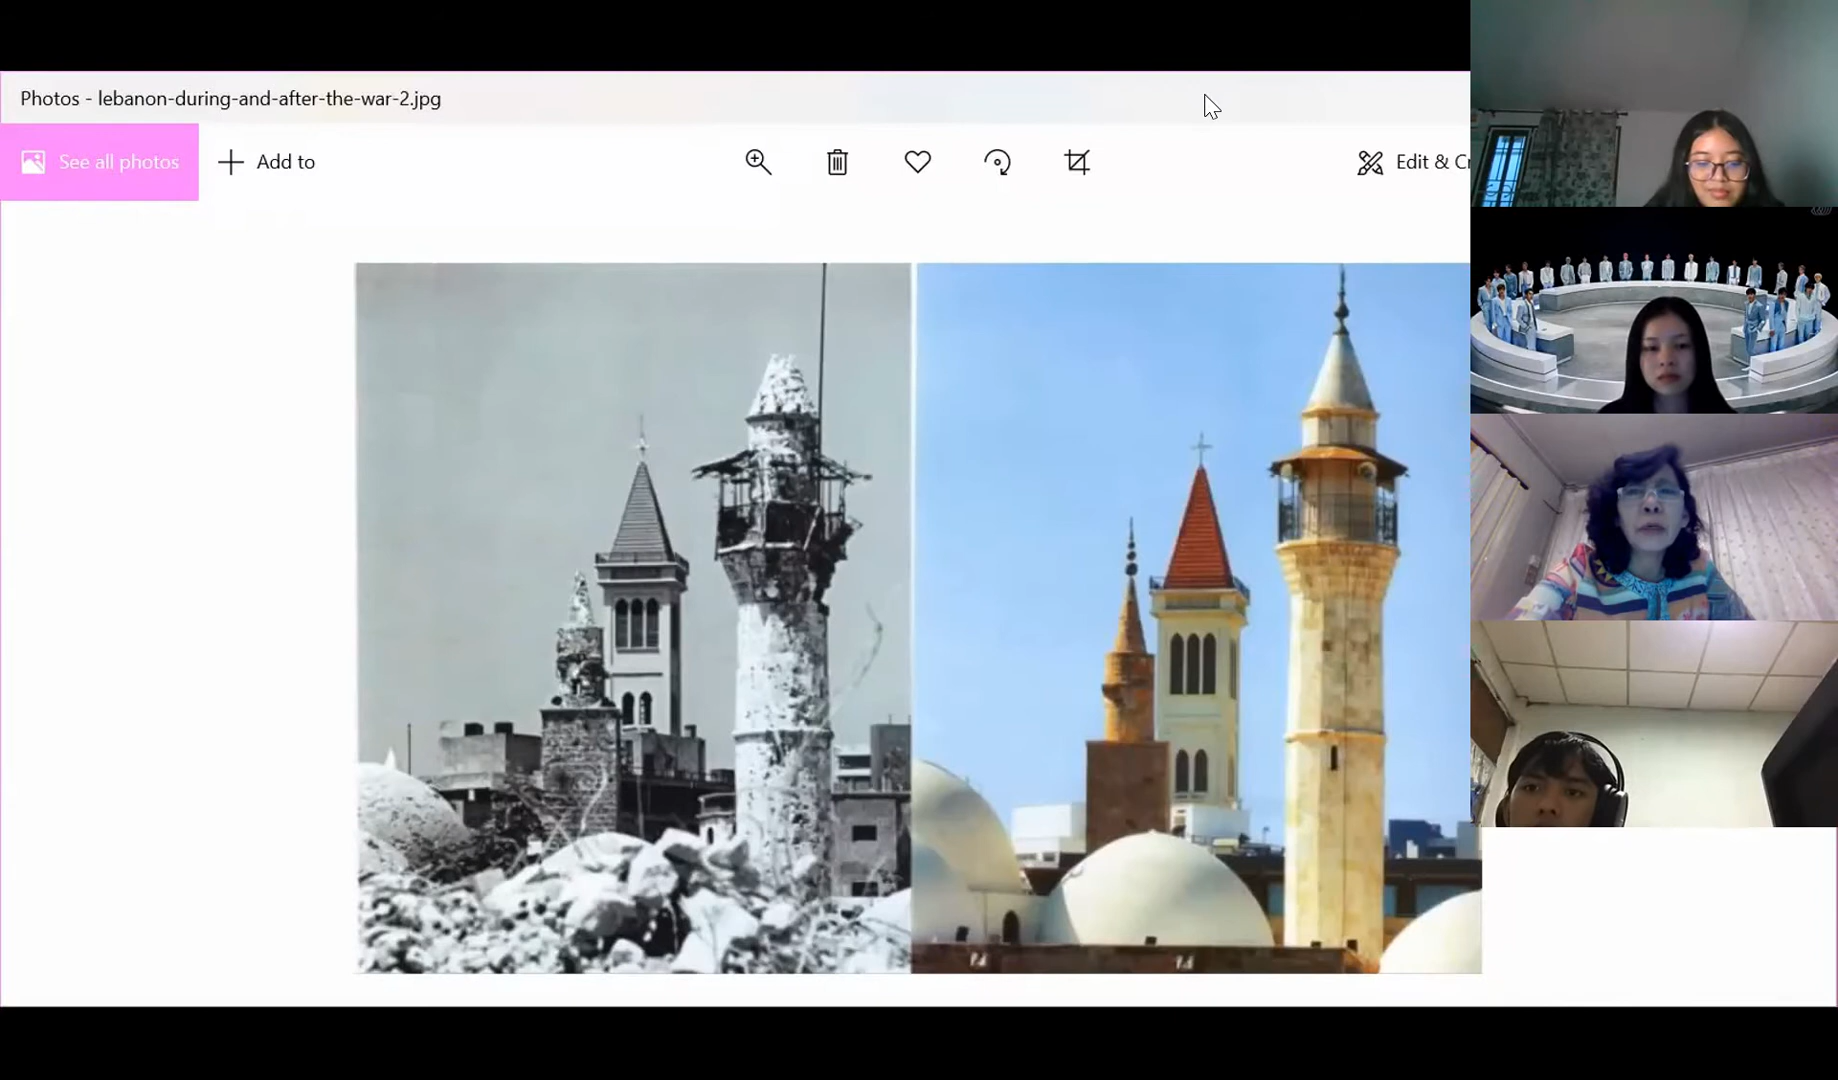 Photos - lebanon-during-and-after-the-war-2.jpg
See all photos
Add to
Edit & Cr